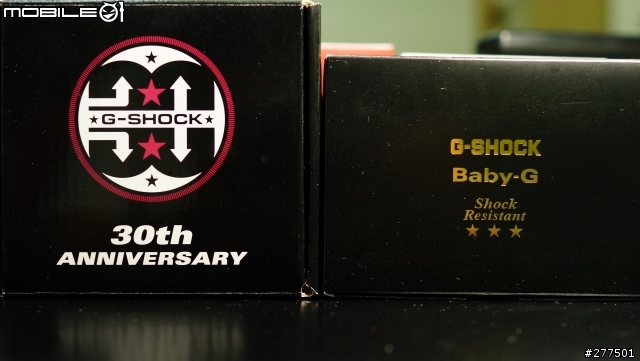 MOBILE01
G-SHOCK
30th
ANNIVERSARY
G-SHOCK
Baby-G
Shock
Resistant
#277501